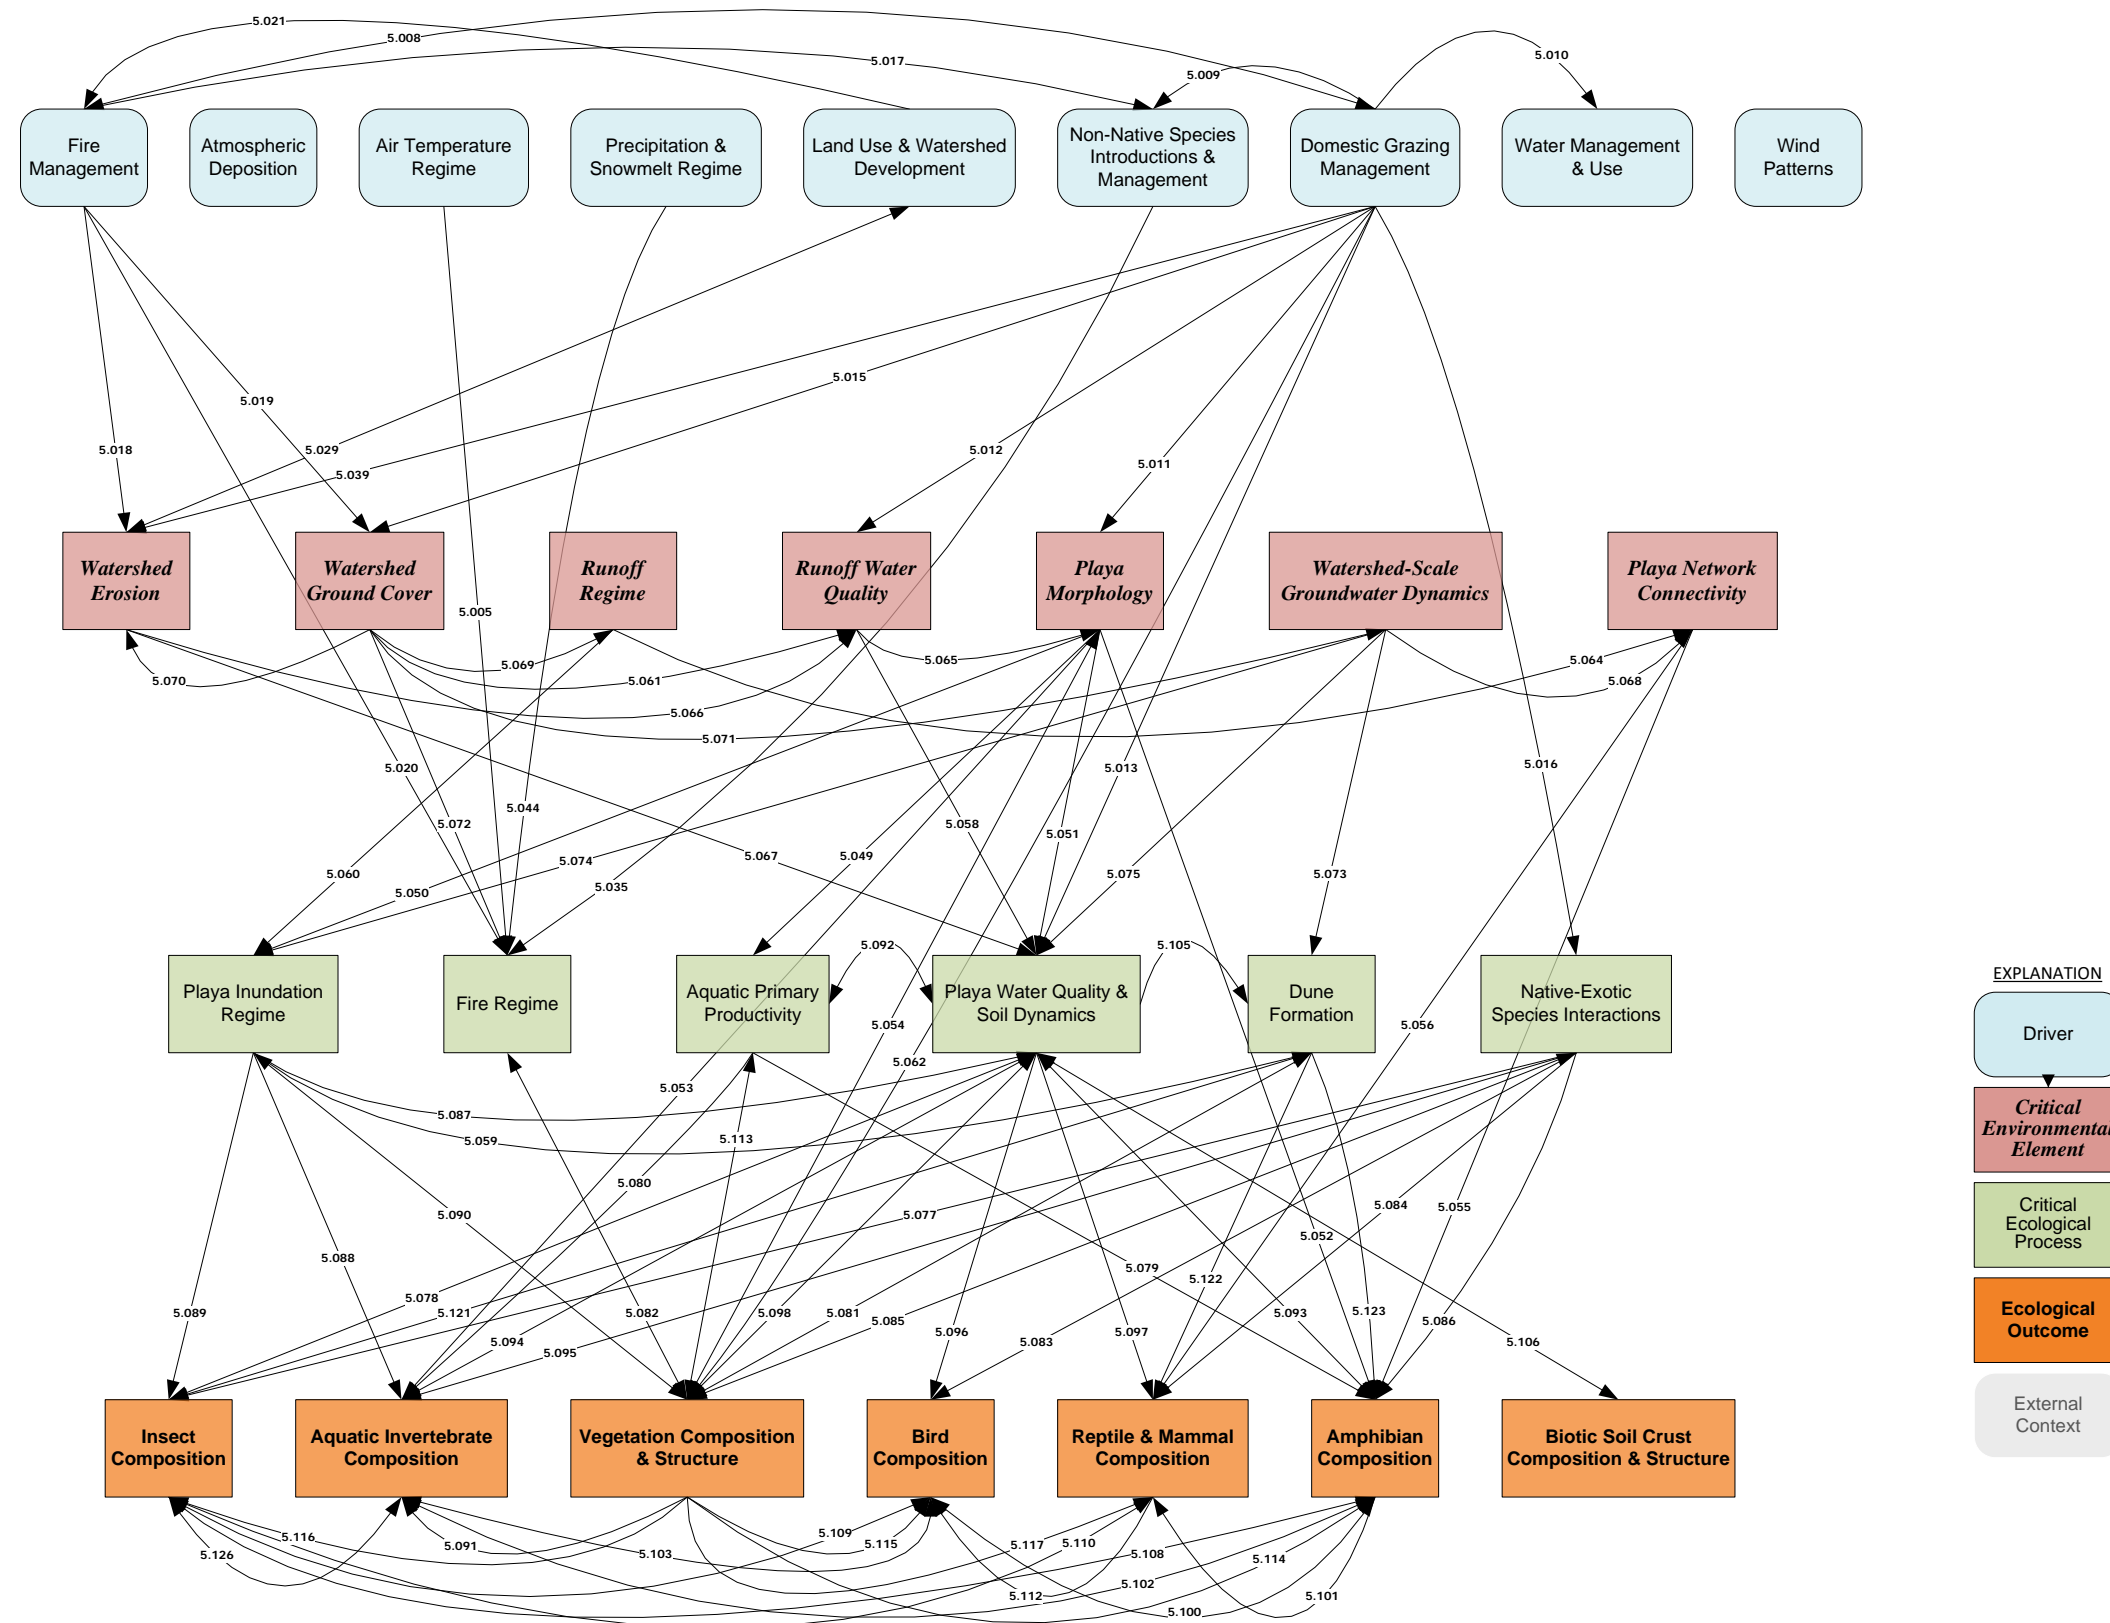 5.021
5.008
5.017
5.009
5.010
Fire
Management
Atmospheric
Deposition
Air Temperature
Regime
Precipitation &
Snowmelt Regime
Land Use & Watershed
Development
Non-Native Species
Introductions &
Management
Domestic Grazing
Management
Water Management
& Use
Wind
Patterns
5.015
5.019
5.018
5.029
5.039
5.012
5.011
Watershed
Erosion
Watershed
Ground Cover
Runoff
Regime
Runoff Water
Quality
Playa
Morphology
Watershed-Scale
Groundwater Dynamics
Playa Network
Connectivity
5.005
5.070
5.069
5.061
5.065
5.064
5.068
5.066
5.071
5.020
5.013
5.016
5.044
5.072
5.058
5.051
5.067
5.074
5.049
5.060
5.050
5.035
5.075
5.073
5.092
5.105
Playa Inundation
Regime
Fire Regime
Aquatic Primary
Productivity
Playa Water Quality &
Soil Dynamics
Dune
Formation
Native-Exotic
Species Interactions
5.054
5.056
5.062
5.053
5.087
5.059
5.113
5.080
5.090
5.077
5.084
5.055
5.088
5.052
5.079
5.122
5.078
5.121
5.089
5.082
5.098
5.081
5.085
5.093
5.123
5.086
5.094
5.095
5.096
5.097
5.083
5.106
Insect
Composition
Aquatic Invertebrate
Composition
Vegetation Composition
& Structure
Bird
Composition
Reptile & Mammal
Composition
Amphibian
Composition
Biotic Soil Crust
Composition & Structure
5.116
5.126
5.091
5.103
5.109
5.115
5.117
5.110
5.108
5.114
5.102
5.112
5.100
5.101
EXPLANATION
Driver
Critical
Environmental
Element
Critical
Ecological
Process
Ecological
Outcome
External
Context